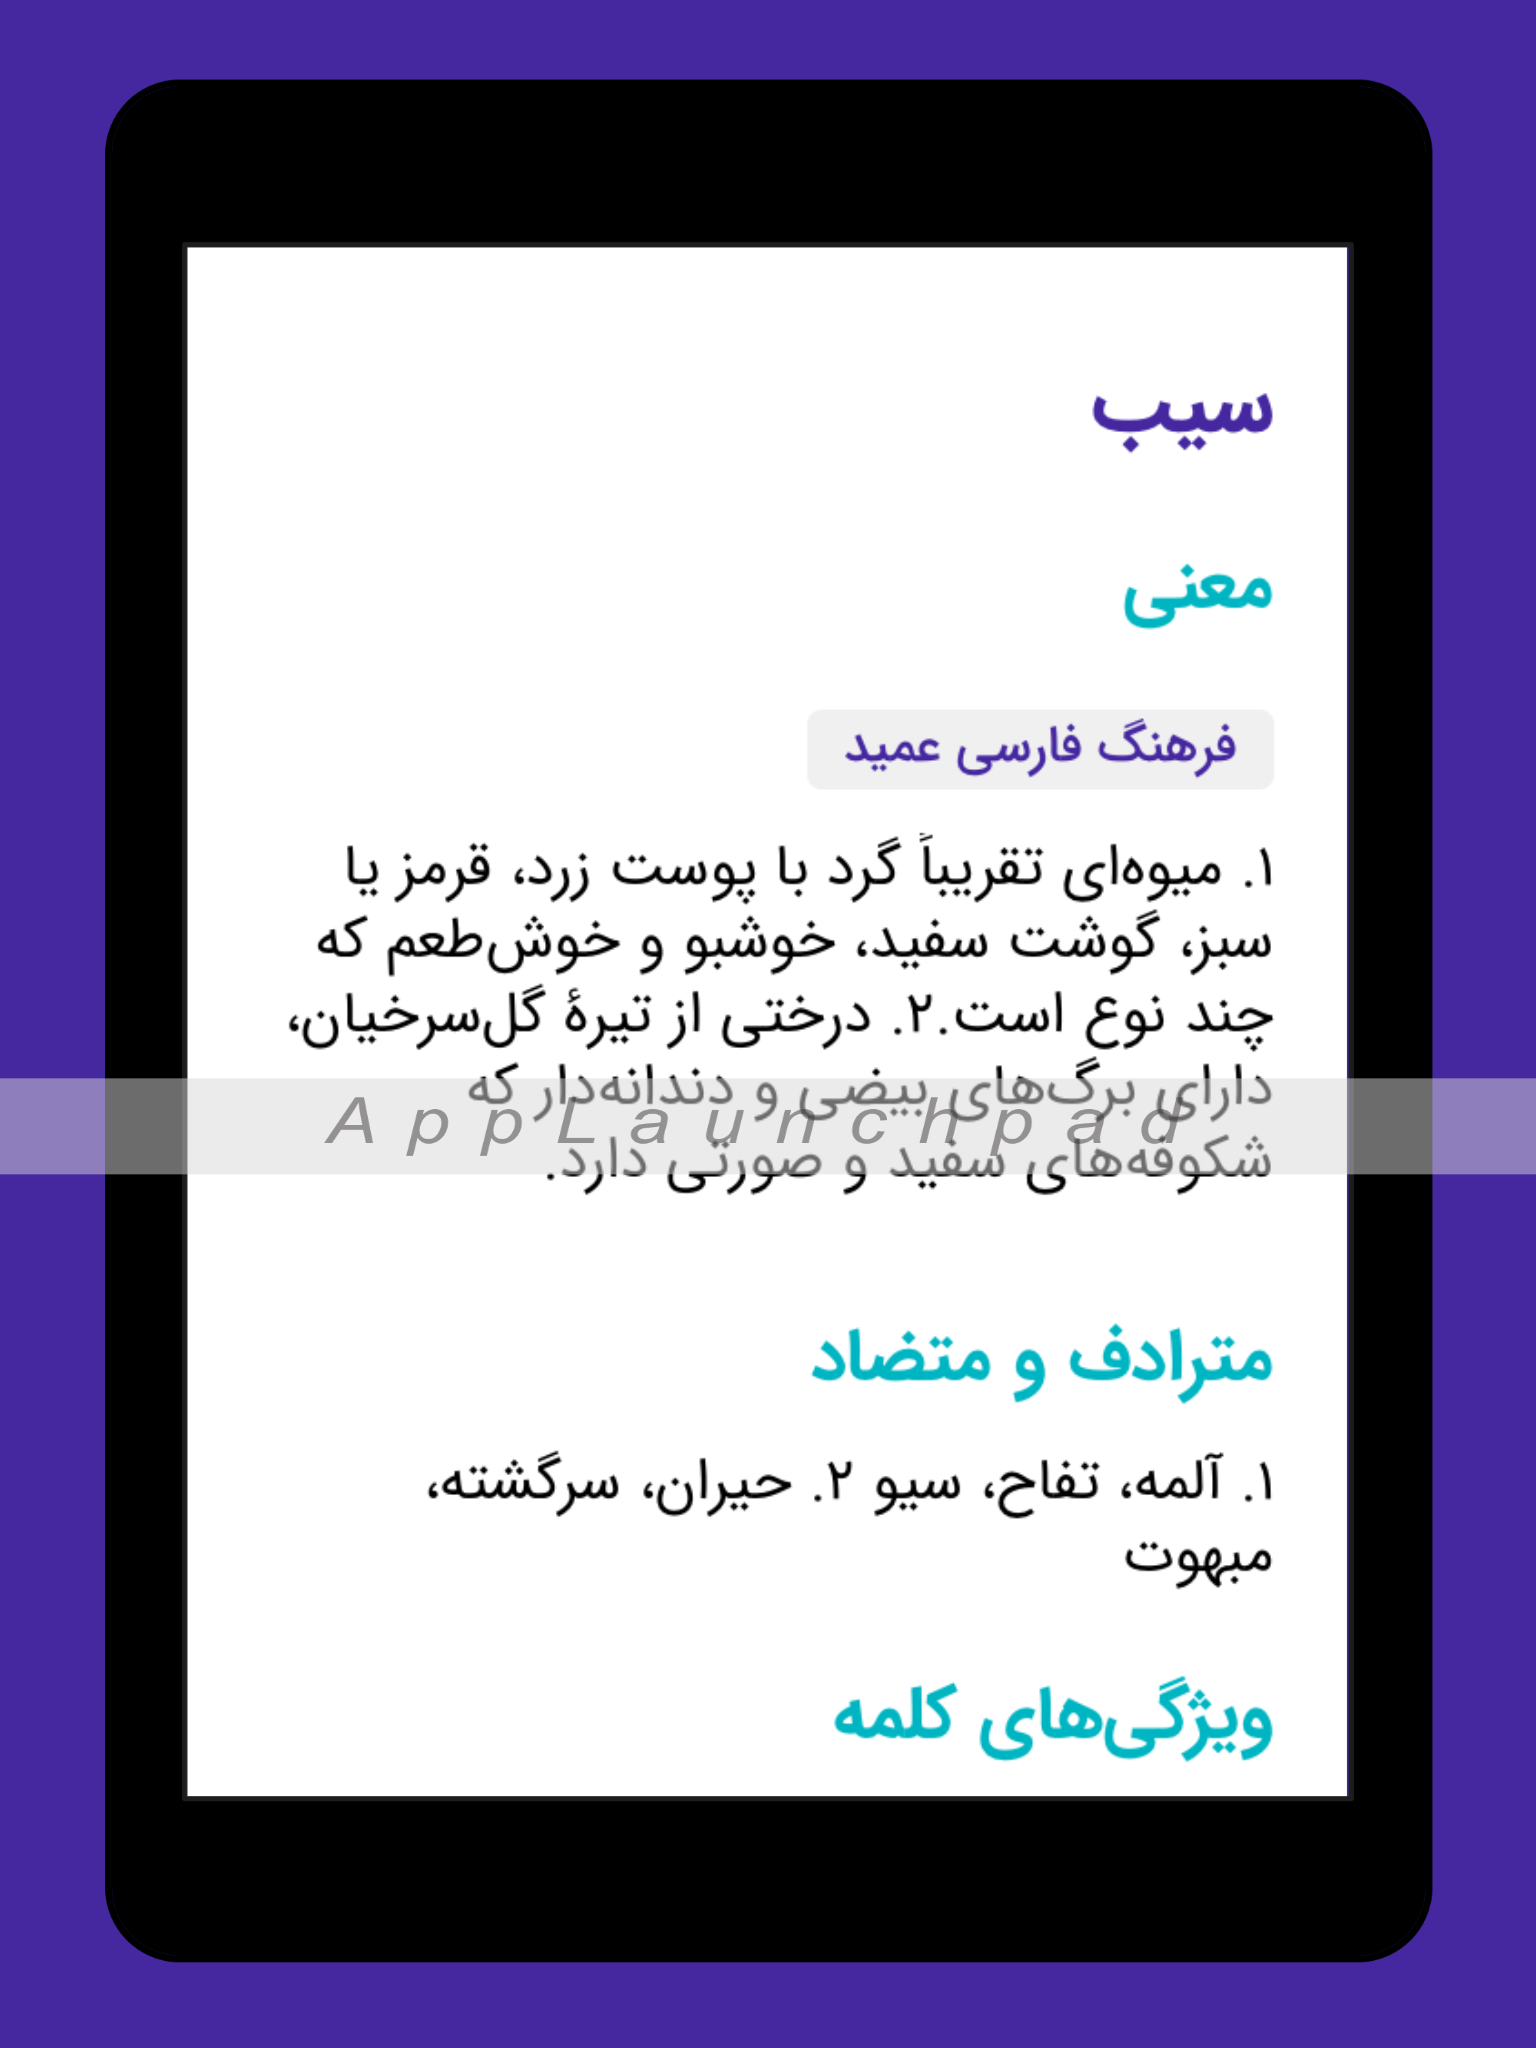 سیب
معنی
فرهنگ فارسی عمید
۱. میوه‌ای تقریباً گرد با پوست زرد، قرمز یا
سبز، گوشت سفید، خوشبو و خوش‌طعم که
چند نوع است.۲. درختی از تیرهٔ گل‌سرخیان،
دارای برگ‌های بیضی و دندانه‌دار که
AppLaunchpad
شکوفه‌های سفید و صورتی دارد.
مترادف و متضاد
۱. آلمه، تفاح، سیو ۲. حیران، سرگشته،
مبهوت
ویژگی‌های کلمه